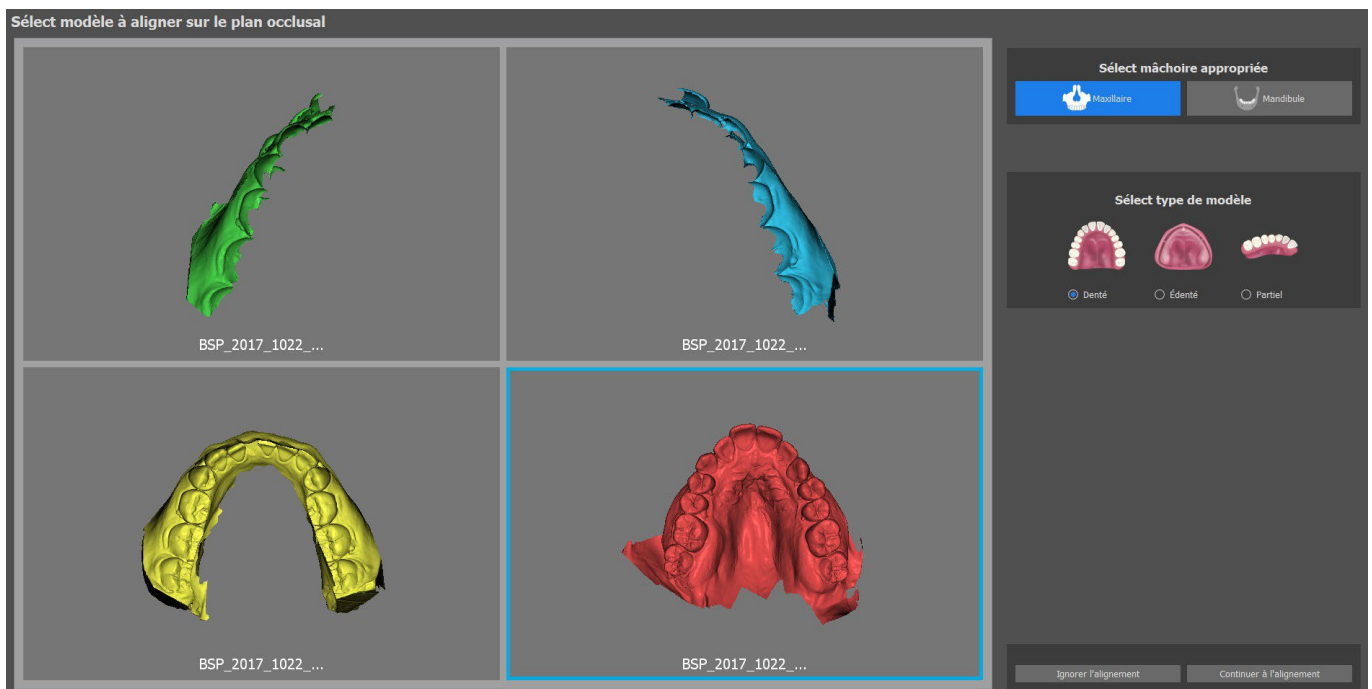 Sélect modèle à aligner sur le plan occlusal
BSP_2017_1022_...
BSP_2017_1022_...
BSP_2017_1022_...
BSP_2017_1022_...
Sélect mâchoire appropriée
Maxillaire
Mandibule
Sélect type de modèle
Denté
Édenté
Partiel
Ignorer l'alignement
Continuer à l'alignement